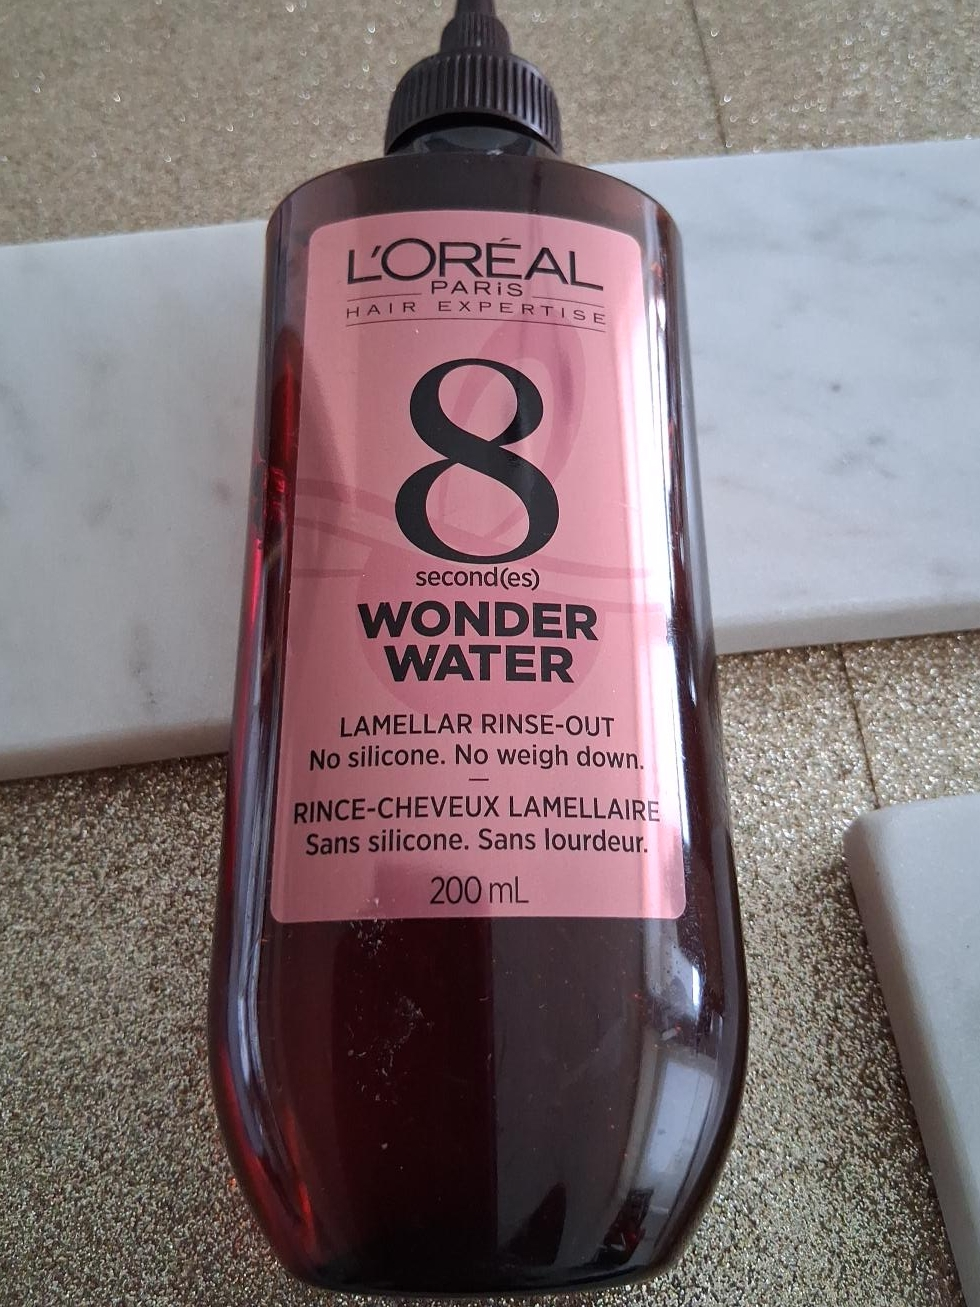 L'ORÉAL
PARiS
HAIR EXPERTISE
8
second(es)
WONDER
WATER
LAMELLAR RINSE-OUT
No silicone. No weigh down.
RINCE-CHEVEUX LAMELLAIRE
Sans silicone. Sans lourdeur.
200 mL